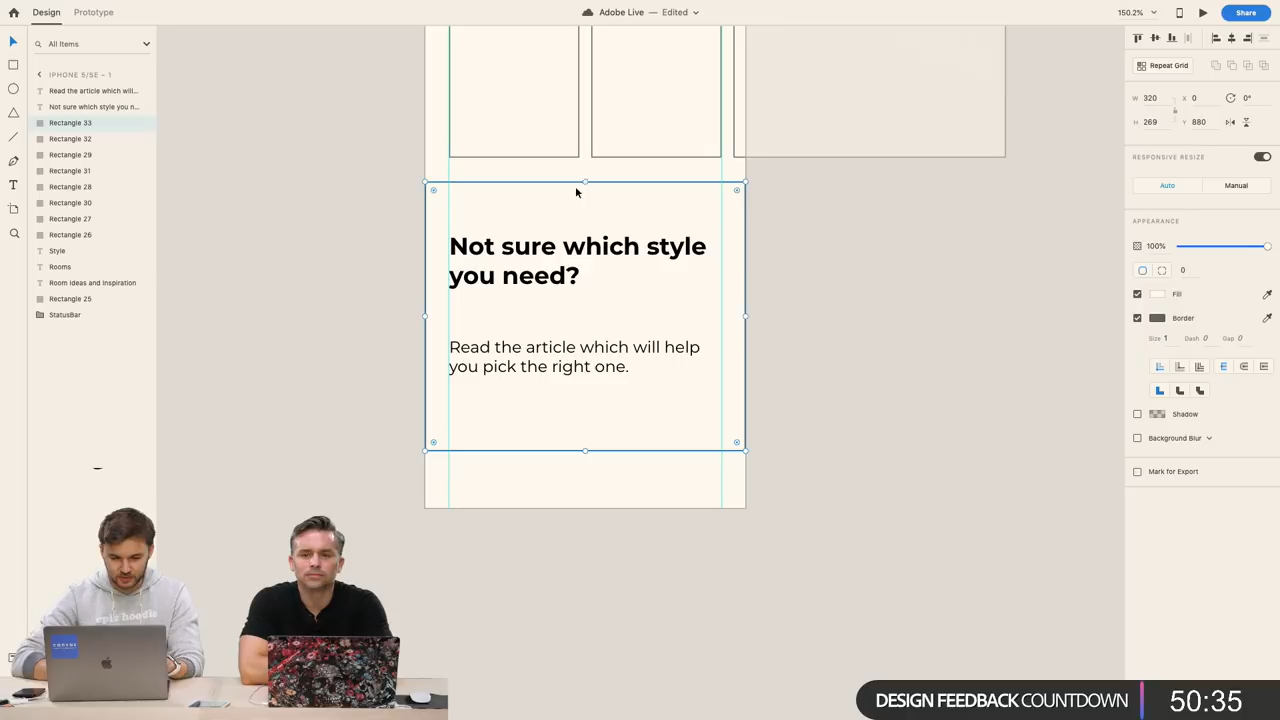 Design Prototype
Adobe Live — Edited
150.2%
Share
All Items
IPHONE 5/SE – 1
Read the article which will...
Not sure which style you n...
Rectangle 33
Rectangle 32
Rectangle 29
Rectangle 31
Rectangle 28
Rectangle 30
Rectangle 27
Rectangle 26
Style
Rooms
Room Ideas and Inspiration
Rectangle 25
StatusBar
Not sure which style
you need?
Read the article which will help
you pick the right one.
Repeat Grid
W 320 X 0 0°
H 269 Y 880
RESPONSIVE RESIZE
Auto Manual
APPEARANCE
100%
0
Fill
Border
Size 1 Dash 0 Gap 0
Shadow
Background Blur
Mark for Export
DESIGN FEEDBACK COUNTDOWN 50:35